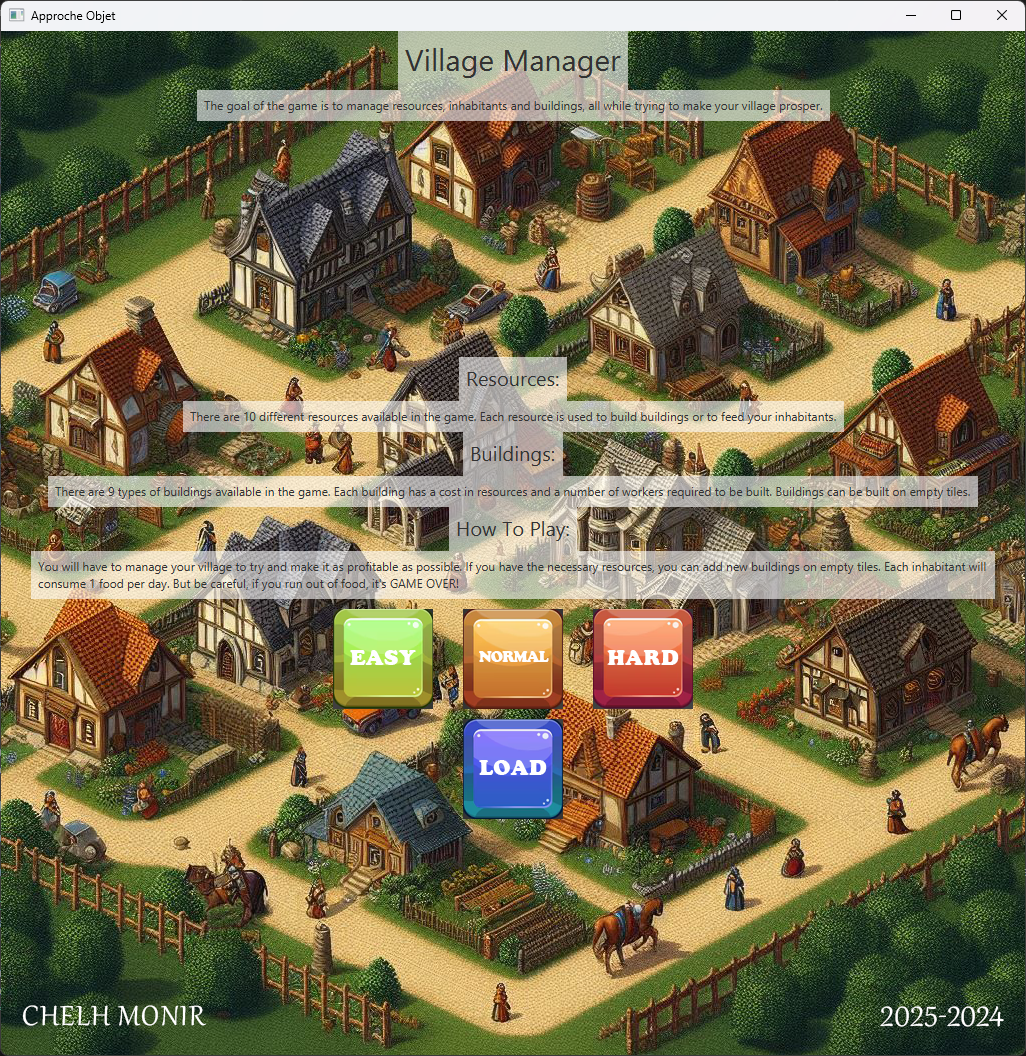 Approche Objet
Village Manager
The goal of the game is to manage resources, inhabitants and buildings, all while trying to make your village prosper.
Resources:
There are 10 different resources available in the game. Each resource is used to build buildings or to feed your inhabitants.
Buildings:
There are 9 types of buildings available in the game. Each building has a cost in resources and a number of workers required to be built. Buildings can be built on empty tiles.
How To Play:
You will have to manage your village to try and make it as profitable as possible. If you have the necessary resources, you can add new buildings on empty tiles. Each inhabitant will
consume 1 food per day. But be careful, if you run out of food, it's GAME OVER!
EASY NORMAL HARD
LOAD
CHELH MONIR 2025-2024